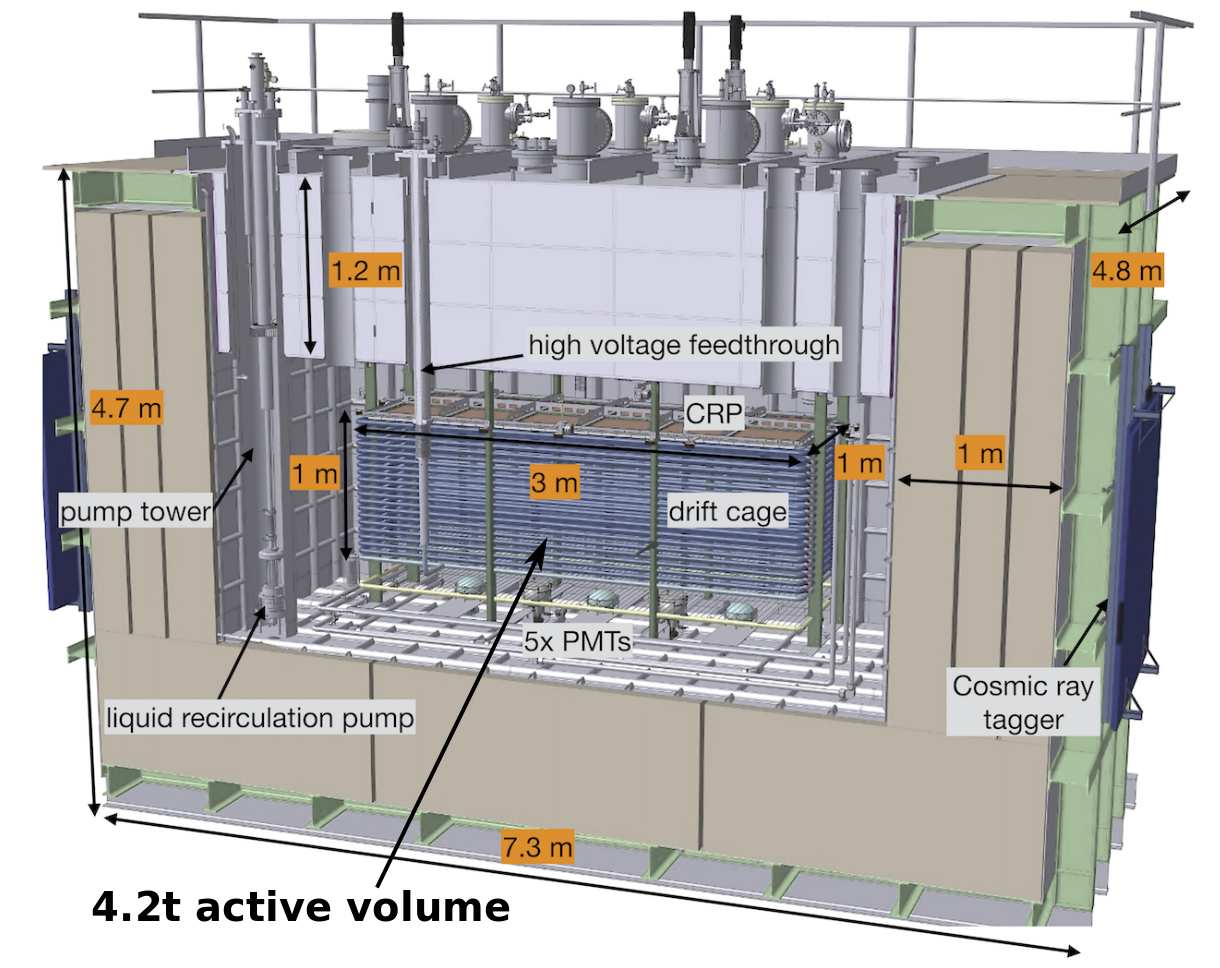 1.2 m
4.8 m
high voltage feedthrough
4.7 m
CRP
1 m
1 m
1 m
3 m
pump tower
drift cage
5x PMTs
Cosmic ray
tagger
liquid recirculation pump
7.3 m
4.2t active volume